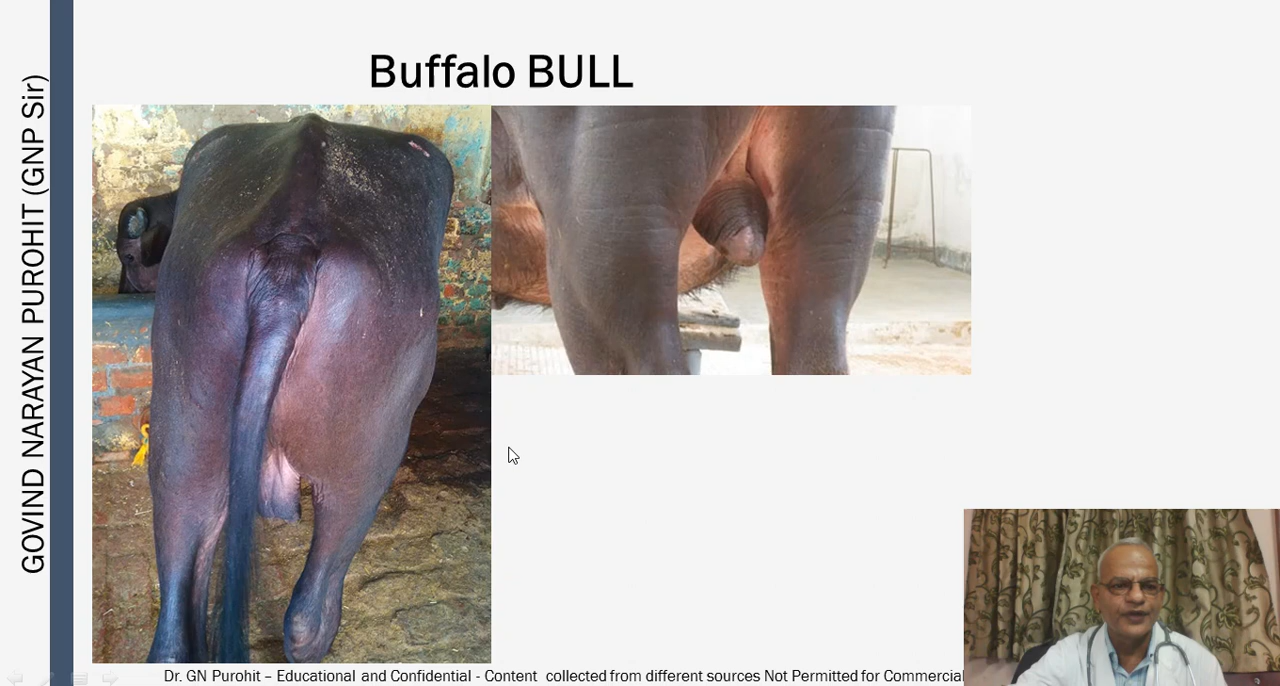 Buffalo BULL
GOVIND NARAYAN PUROHIT (GNP Sir)
Dr. GN Purohit – Educational and Confidential - Content collected from different sources Not Permitted for Commercial